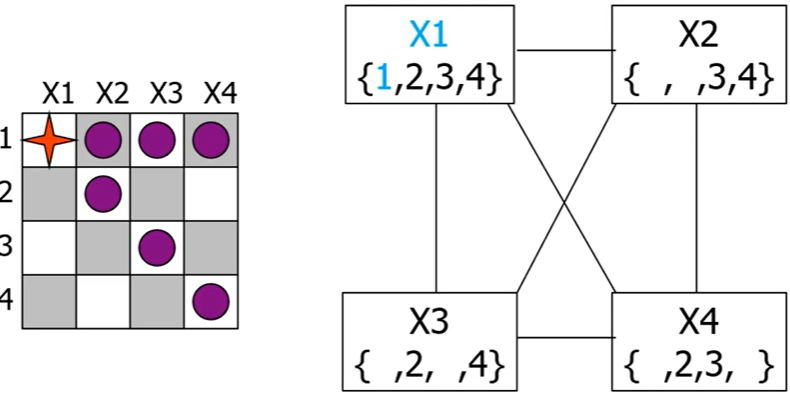 X1 X2 X3 X4
1
2
3
4
X1
{1,2,3,4}
X2
{ , ,3,4}
X3
{ ,2, ,4}
X4
{ ,2,3, }